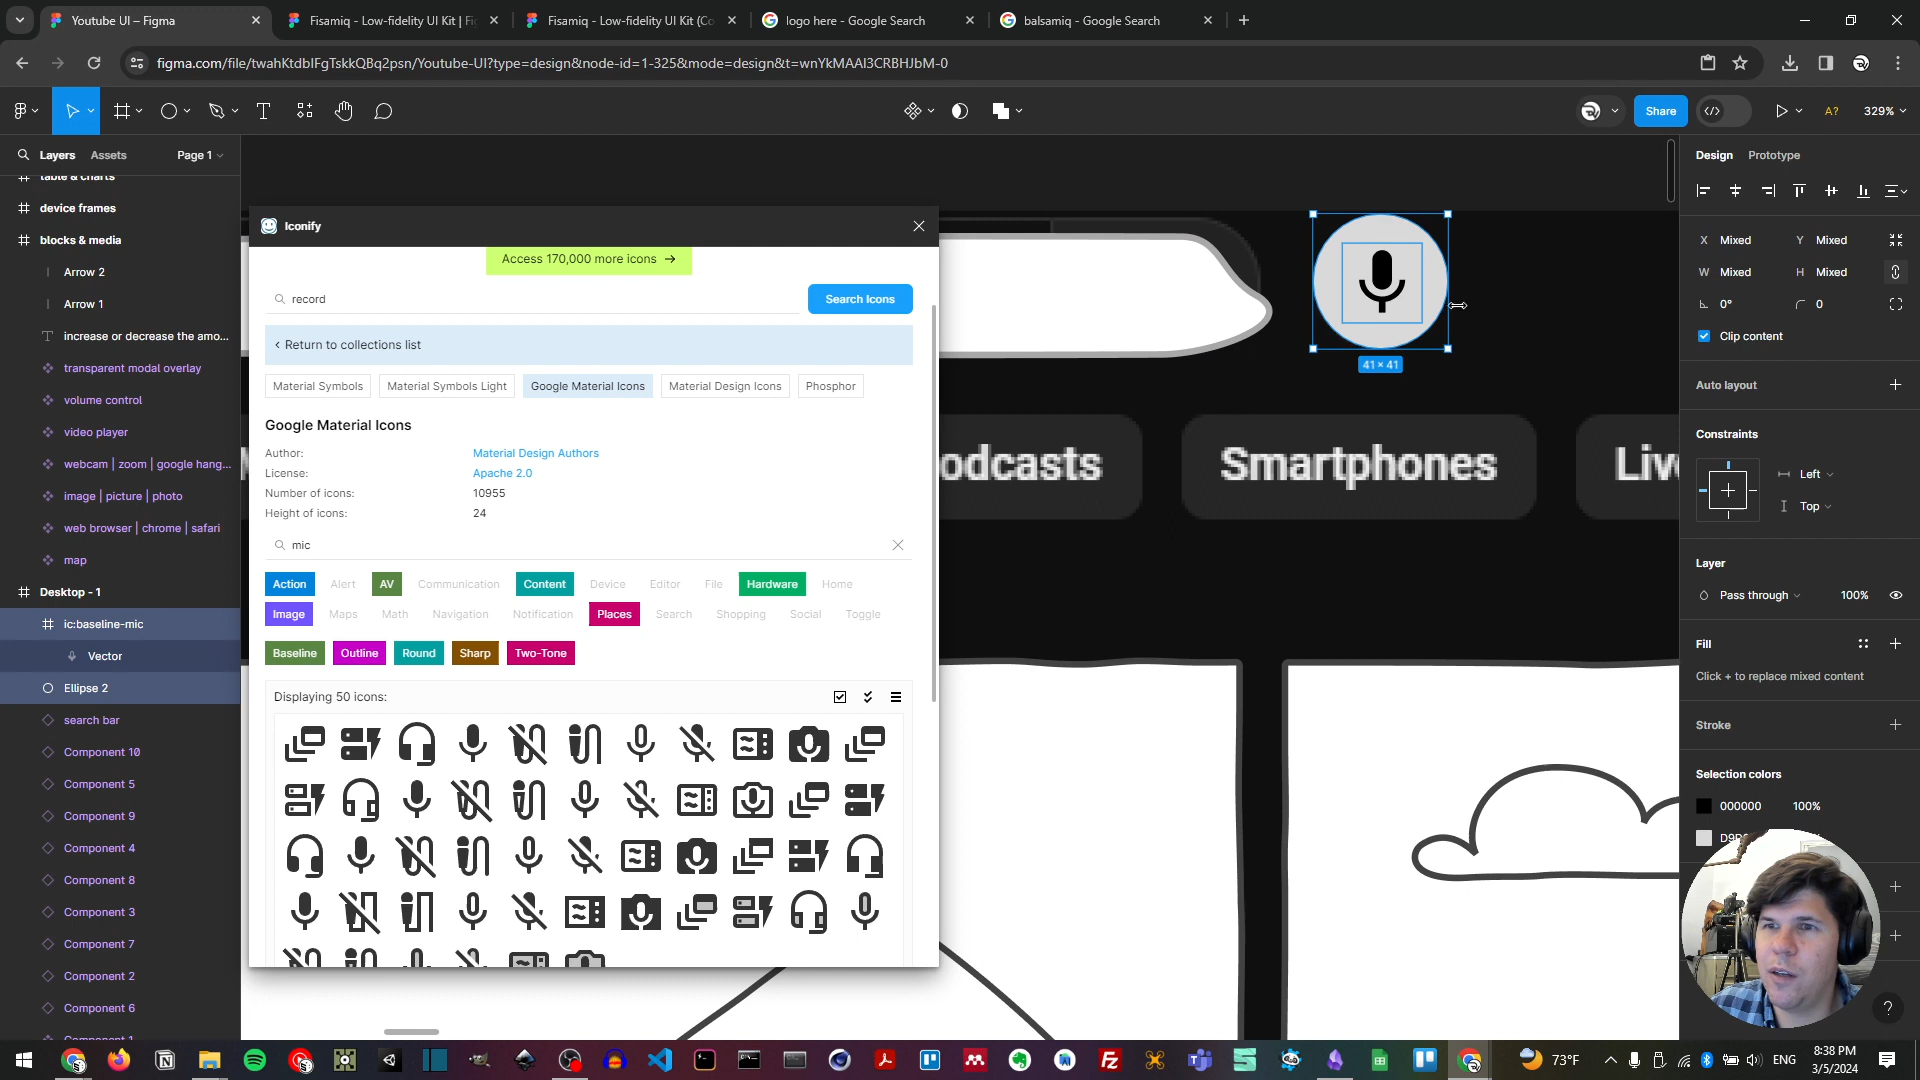 Youtube UI – Figma
Fisamiq - Low-fidelity UI Kit | Fi
Fisamiq - Low-fidelity UI Kit (Co
logo here - Google Search
balsamiq - Google Search
figma.com/file/twahKtdbIFgTskkQBq2psn/Youtube-UI?type=design&node-id=1-325&mode=design&t=wnYkMAAl3CRBHJbM-0
Share
A?
329%
Layers
Assets
Page 1
table & charts
device frames
blocks & media
Arrow 2
Arrow 1
increase or decrease the amo...
transparent modal overlay
volume control
video player
webcam | zoom | google hang...
image | picture | photo
web browser | chrome | safari
map
Desktop - 1
ic:baseline-mic
Vector
Ellipse 2
search bar
Component 10
Component 5
Component 9
Component 4
Component 8
Component 3
Component 7
Component 2
Component 6
Component 1
Iconify
Access 170,000 more icons →
record
Search Icons
‹ Return to collections list
Material Symbols
Material Symbols Light
Google Material Icons
Material Design Icons
Phosphor
Google Material Icons
Author: Material Design Authors
License: Apache 2.0
Number of icons: 10955
Height of icons: 24
mic
Action Alert AV Communication Content Device Editor File Hardware Home
Image Maps Math Navigation Notification Places Search Shopping Social Toggle
Baseline Outline Round Sharp Two-Tone
Displaying 50 icons:
41 × 41
odcasts
Smartphones
Liv
Design
Prototype
X Mixed Y Mixed
W Mixed H Mixed
0° 0
Clip content
Auto layout
Constraints
Left
Top
Layer
Pass through 100%
Fill
Click + to replace mixed content
Stroke
Selection colors
000000 100%
?
73°F
ENG
8:38 PM
3/5/2024